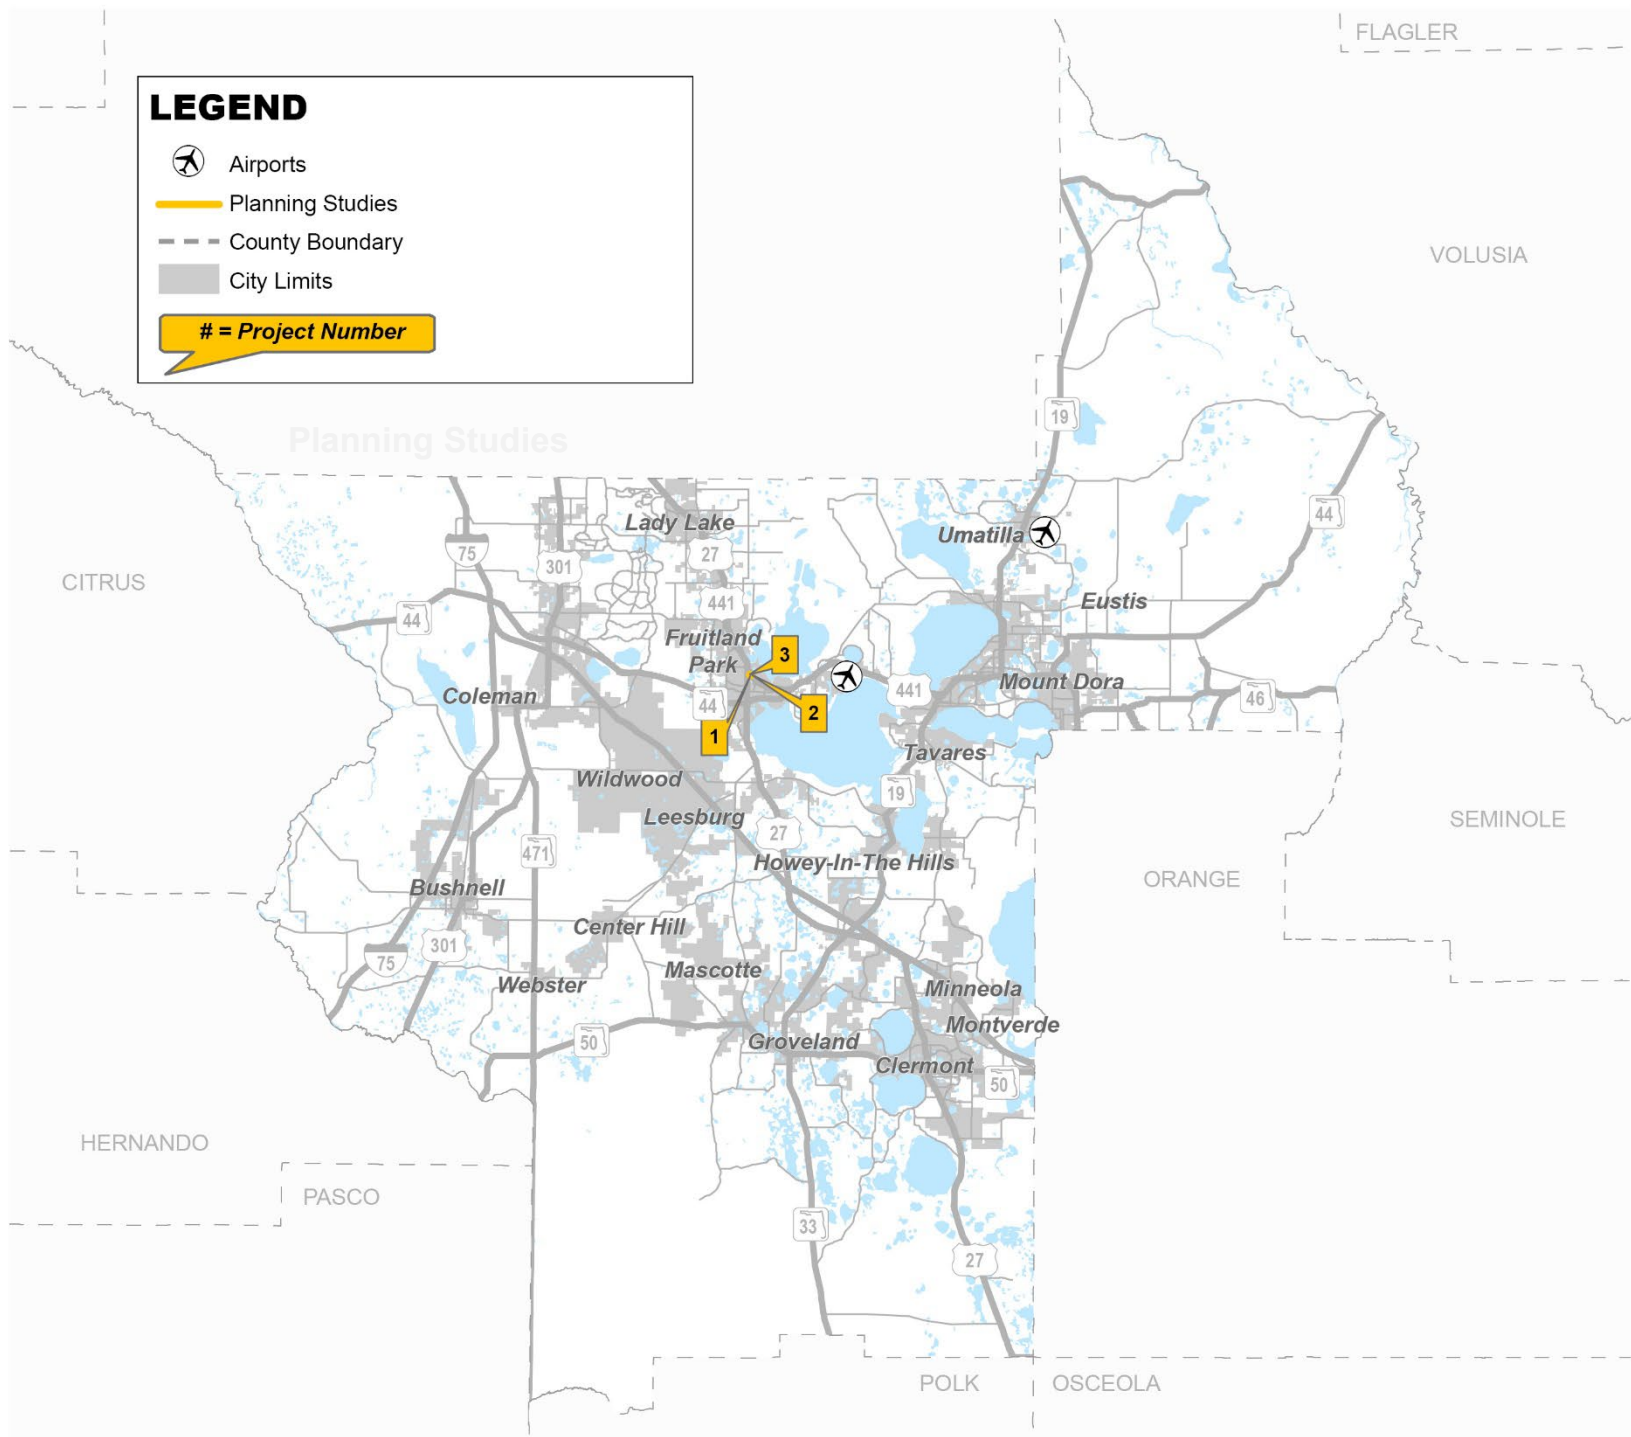 FLAGLER
LEGEND
Airports
Planning Studies
County Boundary
City Limits
# = Project Number
VOLUSIA
19
Planning Studies
Lady Lake
Umatilla
44
75
27
301
CITRUS
441
Eustis
44
Fruitland
Park
3
Coleman
44
441
Mount Dora
46
2
1
Tavares
Wildwood
19
Leesburg
SEMINOLE
27
471
Howey-In-The Hills
ORANGE
Bushnell
Center Hill
301
75
Mascotte
Webster
Minneola
Montverde
50
Groveland
Clermont
50
HERNANDO
PASCO
33
27
POLK
OSCEOLA